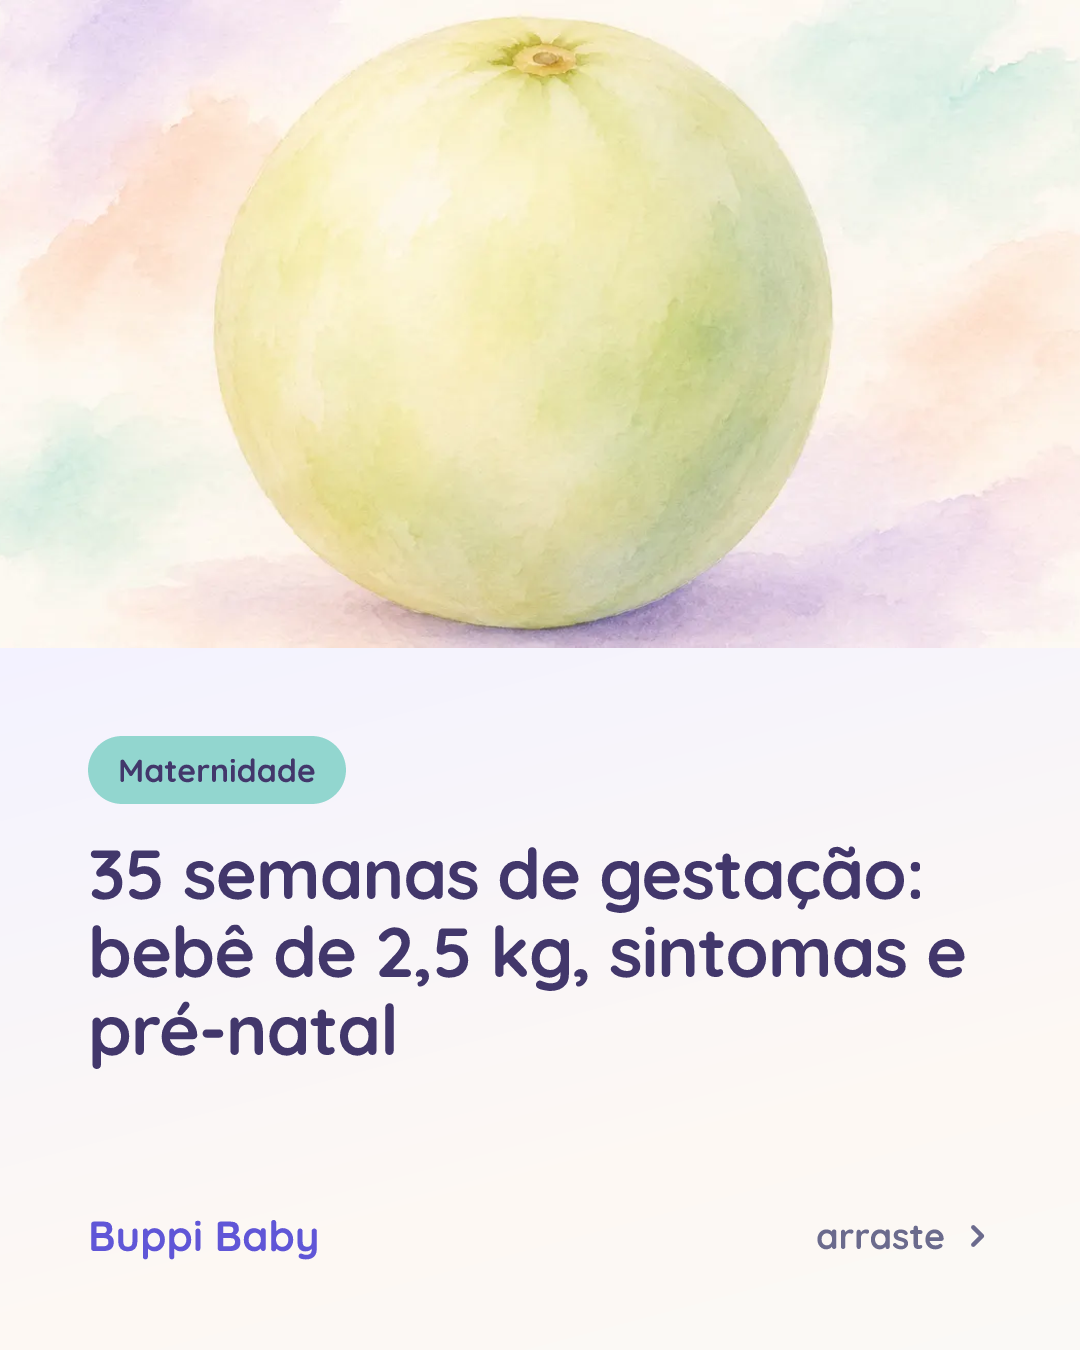 Maternidade
35 semanas de gestação:
bebê de 2,5 kg, sintomas e
pré-natal
Buppi Baby
arraste